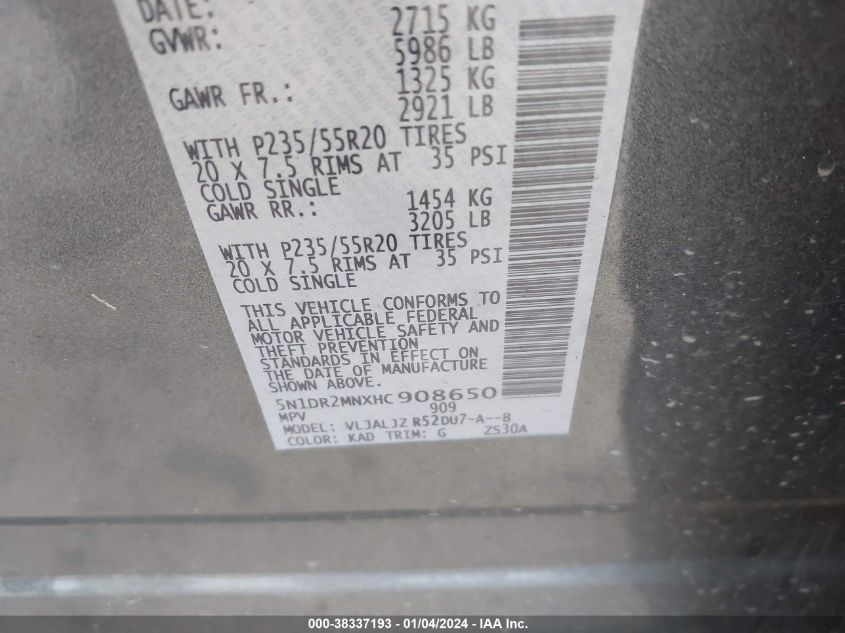 DATE:
2715 KG
GVWR: 5986 LB
1325 KG
GAWR FR.: 2921 LB
WITH P235/55R20 TIRES
20 X 7.5 RIMS AT 35 PSI
COLD SINGLE
1454 KG
GAWR RR.: 3205 LB
WITH P235/55R20 TIRES
20 X 7.5 RIMS AT 35 PSI
COLD SINGLE
THIS VEHICLE CONFORMS TO
ALL APPLICABLE FEDERAL
MOTOR VEHICLE SAFETY AND
THEFT PREVENTION
STANDARDS IN EFFECT ON
THE DATE OF MANUFACTURE
SHOWN ABOVE.
5N1DR2MNXHC 908650
MPV 909
MODEL: VLJALJZ R52DU7-A--B
COLOR: KAD TRIM: G ZS30A
000-38337193 - 01/04/2024 - IAA Inc.